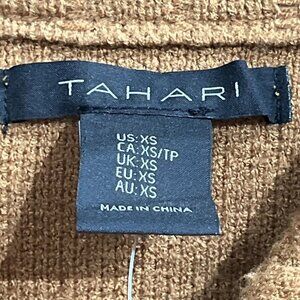 TAHARI
US: XS
CA: XS/TP
UK: XS
EU: XS
AU: XS
MADE IN CHINA